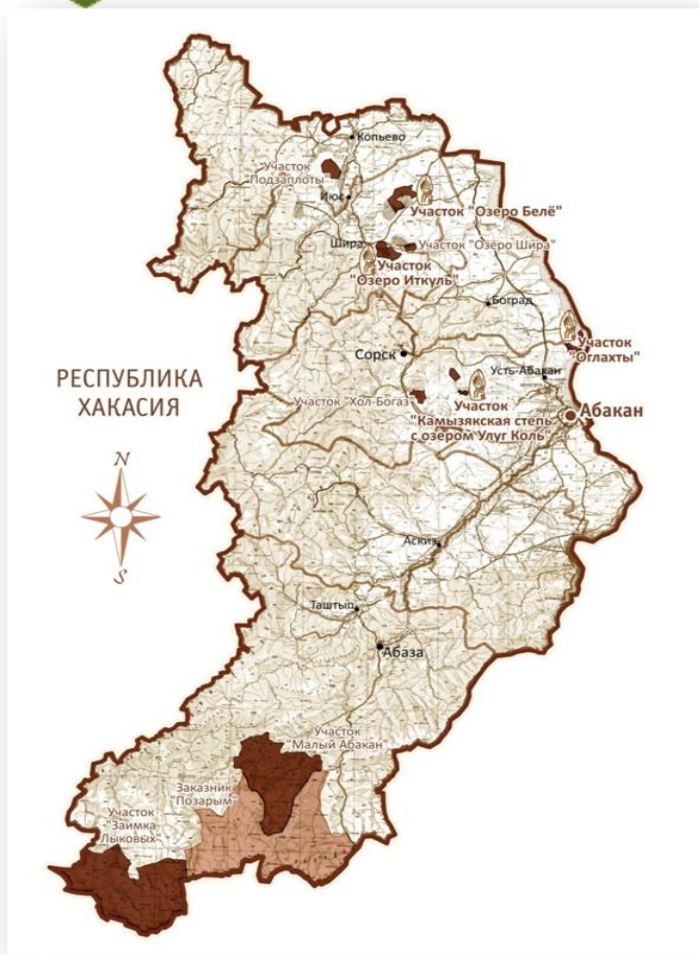 Копьево
Участок
"Подзаплоты"
Июс
Участок "Озеро Белё"
Шира
Участок "Озеро Шира"
Участок
"Озеро Иткуль"
Боград
Участок
"Оглахты"
Сорск
Усть-Абакан
РЕСПУБЛИКА
ХАКАСИЯ
Участок "Хол-Богаз"
Участок
"Камызякская степь
с озером Улуг Коль"
Абакан
N
S
Аскиз
Таштып
Абаза
Участок
"Малый Абакан"
Заказник
"Позарым"
Участок
"Заимка
Лыковых"